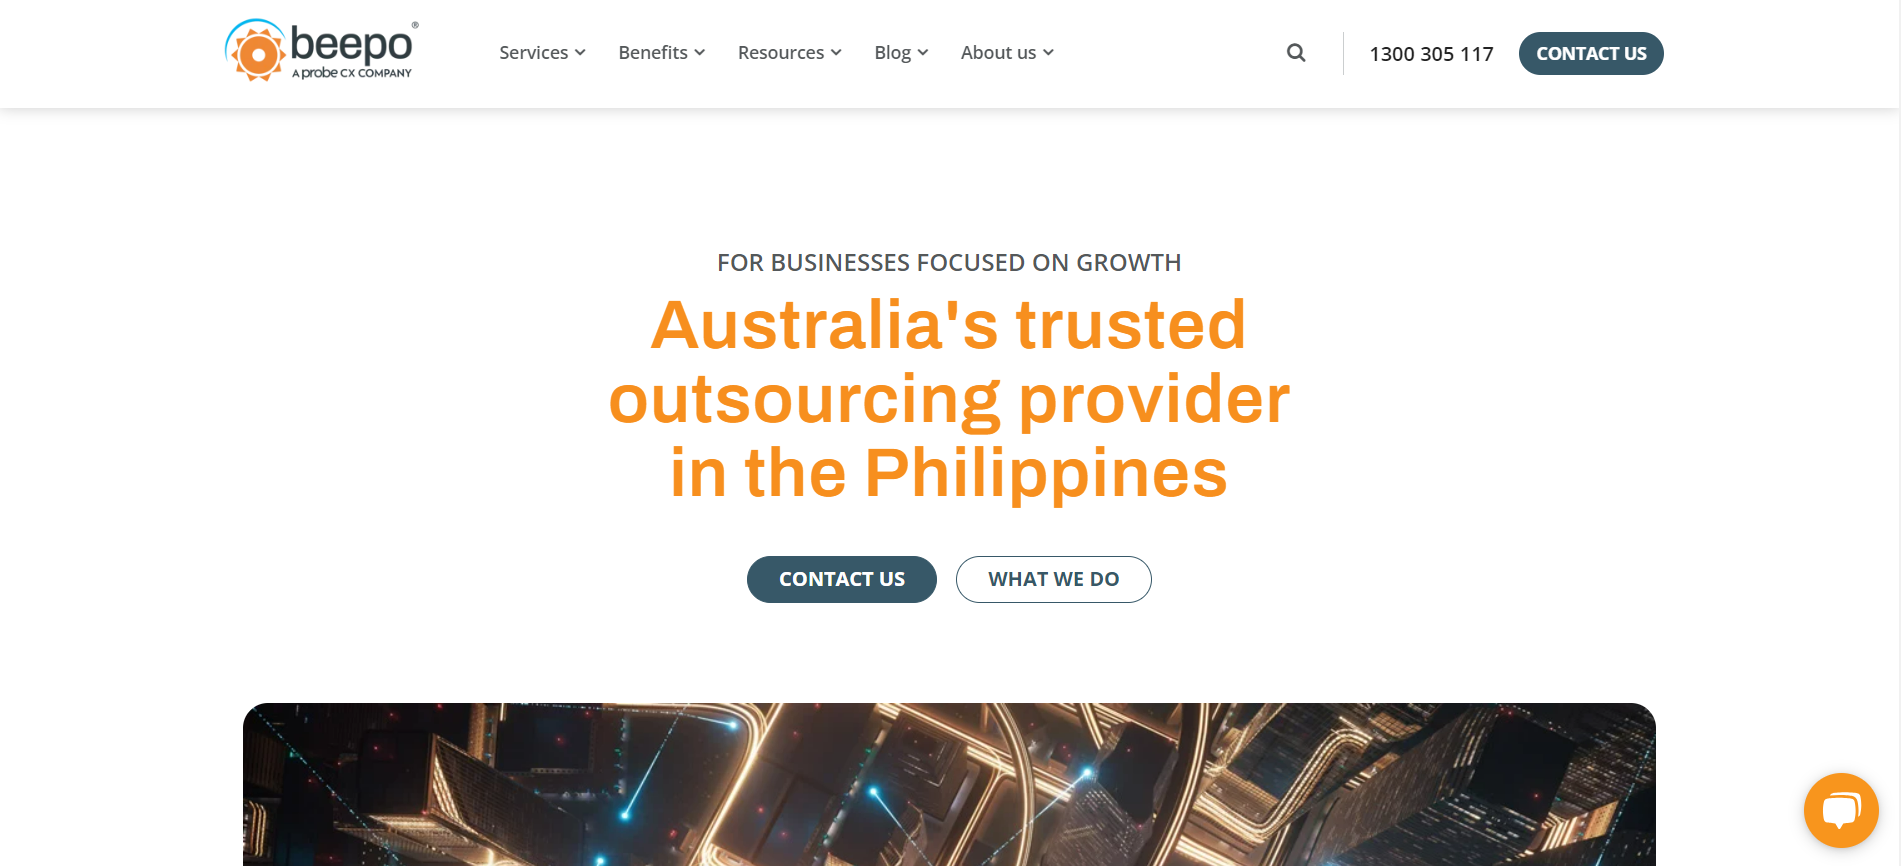 beepo®
A probe CX COMPANY
Services
Benefits
Resources
Blog
About us
1300 305 117
CONTACT US
FOR BUSINESSES FOCUSED ON GROWTH
Australia's trusted
outsourcing provider
in the Philippines
CONTACT US
WHAT WE DO